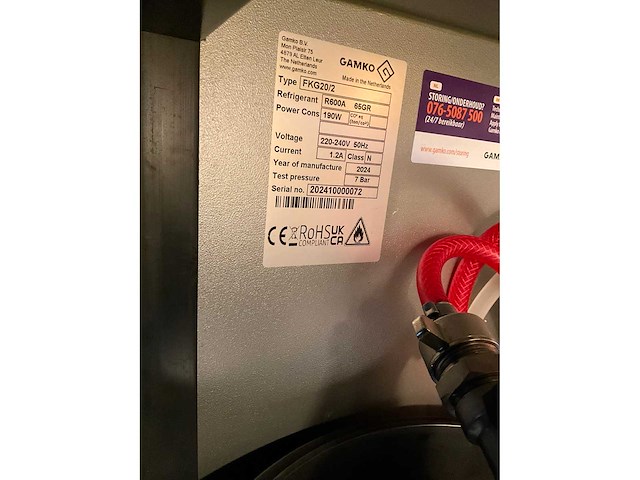 Gamko B.V.
Mon Plaisir 75
4879 AL Etten Leur
The Netherlands
www.gamko.com
GAMKO
Made in the Netherlands
Type FKG20/2
Refrigerant R600A 65GR
Power Cons 190W CO² eq
Voltage 220-240V 50Hz
Current 1.2A Class N
Year of manufacture 2024
Test pressure 7 Bar
Serial no. 202410000072
CE RoHS UK
COMPLIANT CA
NL
STORING/ONDERHOUD?
076-5087 500
(24/7 bereikbaar)
www.gamko.com/storing
GAM